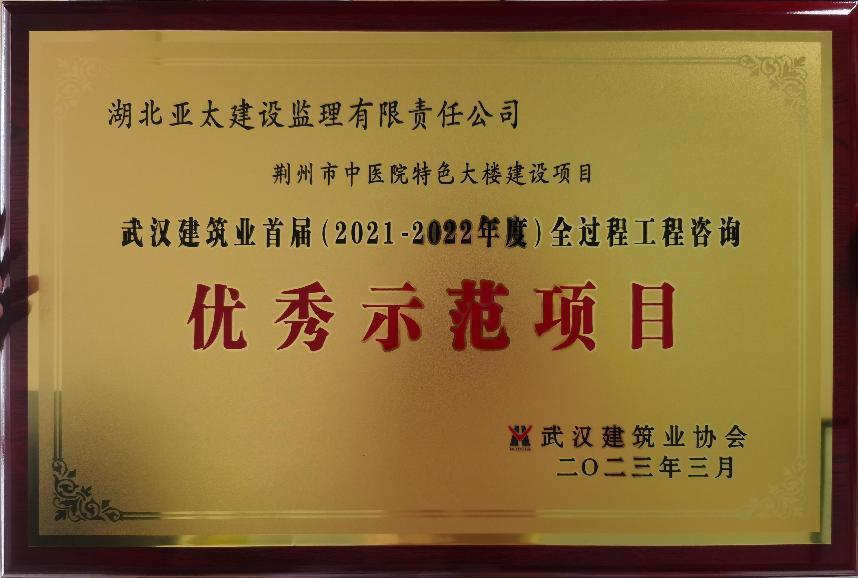 湖北亚太建设监理有限责任公司
荆州市中医院特色大楼建设项目
武汉建筑业首届(2021-2022年度)全过程工程咨询
优秀示范项目
武汉建筑业协会
二〇二三年三月